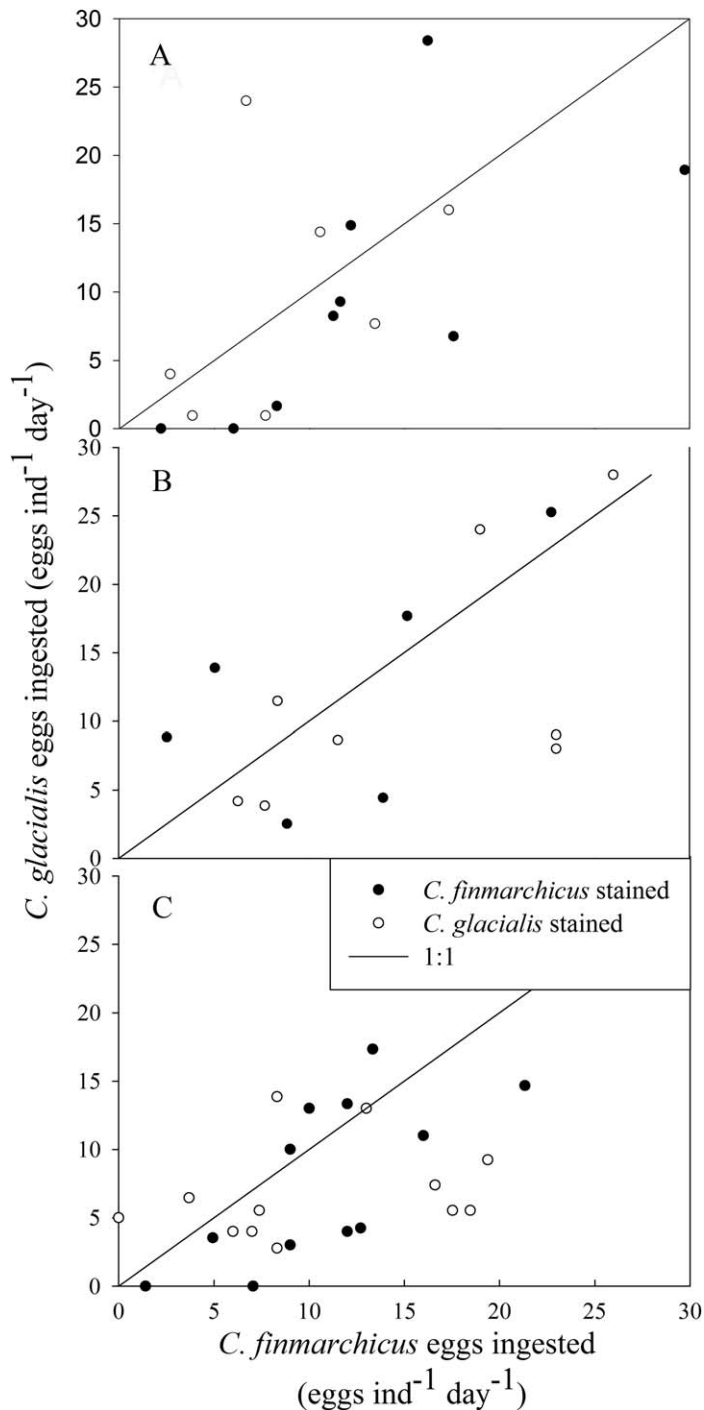 C. glacialis eggs ingested (eggs ind-1 day-1)
A
A
30
25
20
15
10
5
0
B
30
25
20
15
10
5
0
C
30
25
20
15
10
5
0
C. finmarchicus stained
C. glacialis stained
1:1
0 5 10 15 20 25 30
C. finmarchicus eggs ingested
(eggs ind-1 day-1)